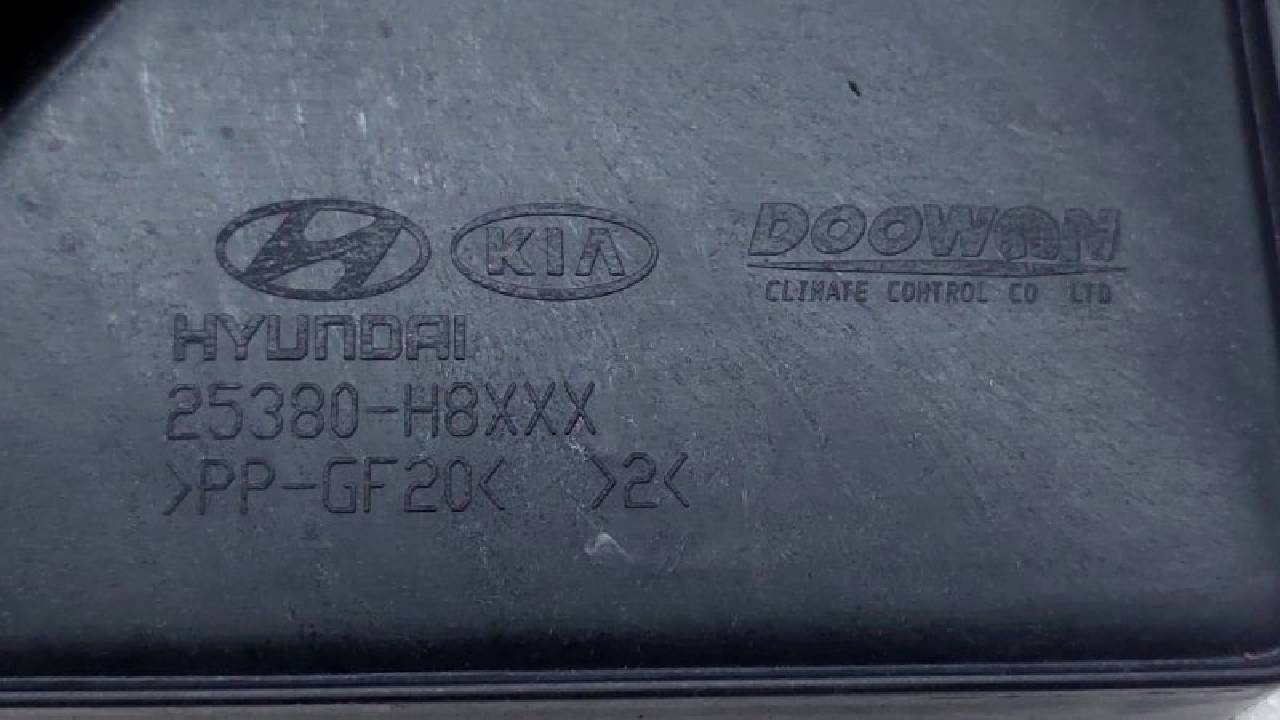 KIA
DOOWON
CLIMATE CONTROL CO LTD
HYUNDAI
25380-H8XXX
>PP-GF20< >2<